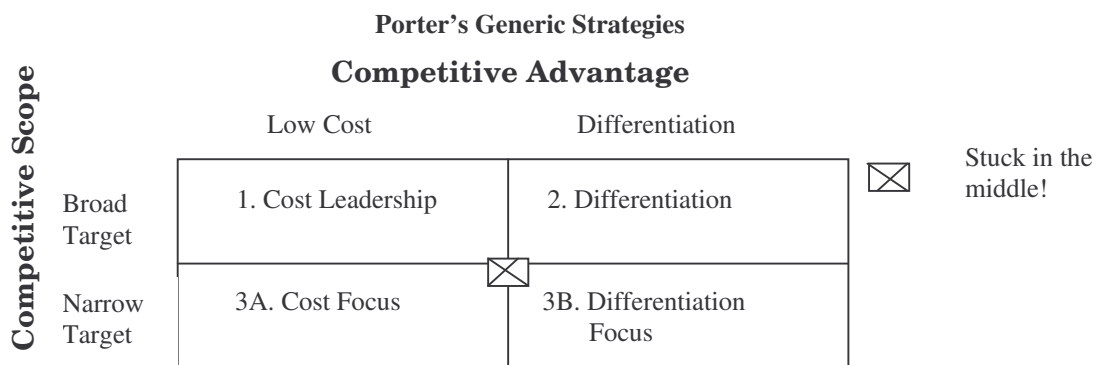 Porter’s Generic Strategies
Competitive Advantage
Competitive Scope
Low Cost
Differentiation
Stuck in the
middle!
Broad
Target
1. Cost Leadership
2. Differentiation
Narrow
Target
3A. Cost Focus
3B. Differentiation
Focus